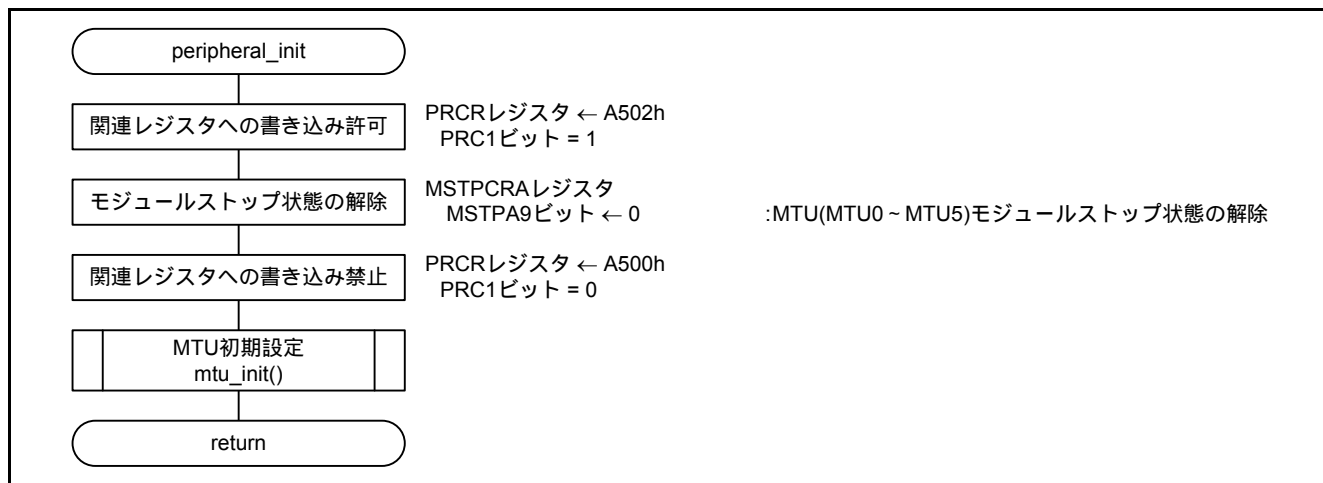 peripheral_init
関連レジスタへの書き込み許可
PRCRレジスタ ← A502h
PRC1ビット = 1
モジュールストップ状態の解除
MSTPCRAレジスタ
MSTPA9ビット ← 0 :MTU(MTU0 ~ MTU5)モジュールストップ状態の解除
関連レジスタへの書き込み禁止
PRCRレジスタ ← A500h
PRC1ビット = 0
MTU初期設定
mtu_init()
return